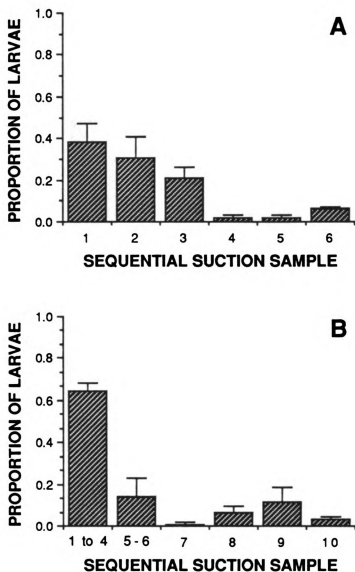 A
PROPORTION OF LARVAE
1.0
0.8
0.6
0.4
0.2
0.0
1 2 3 4 5 6
SEQUENTIAL SUCTION SAMPLE
B
PROPORTION OF LARVAE
1.0
0.8
0.6
0.4
0.2
0.0
1 to 4 5 - 6 7 8 9 10
SEQUENTIAL SUCTION SAMPLE